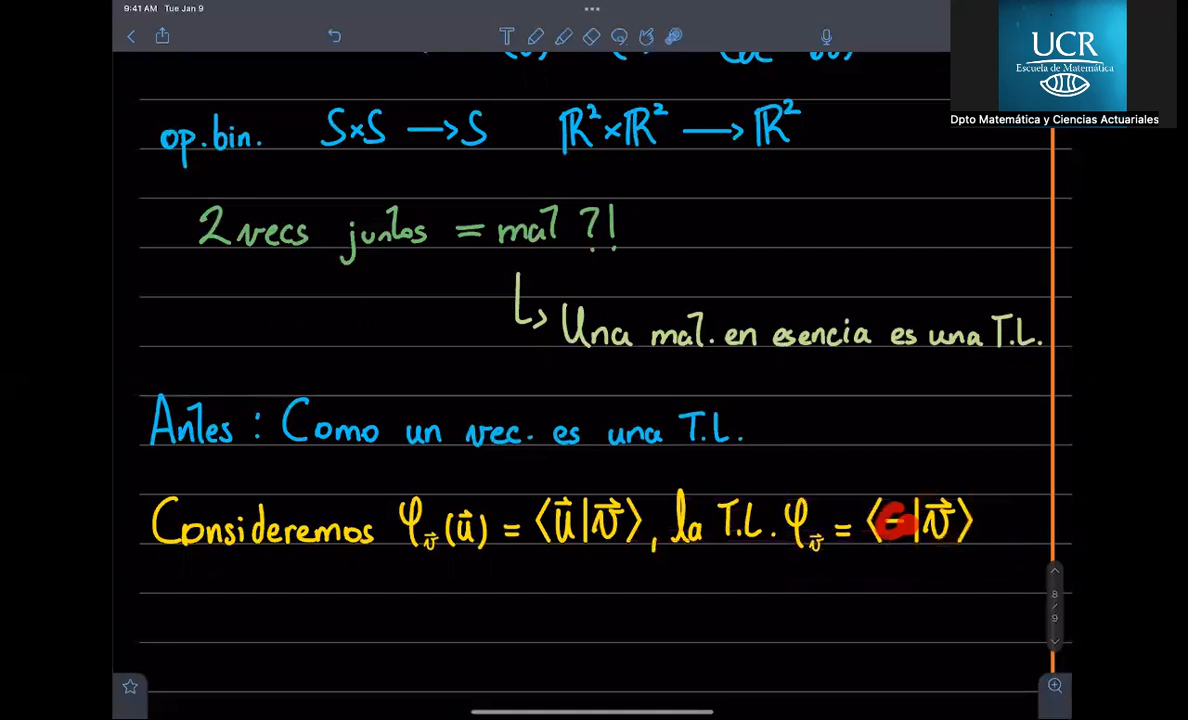 9:41 AM Tue Jan 9
UCR
Escuela de Matemática
Dpto Matemática y Ciencias Actuariales
op. bin. S×S → S ℝ²×ℝ² → ℝ²
2 vecs juntos = mat ?!
↳ Una mat. en esencia es una T.L.
Antes : Como un vec. es una T.L.
Consideremos φ_v⃗(u⃗) = ⟨u⃗|v⃗⟩, la T.L. φ_v⃗ = ⟨-|v⃗⟩
8
/
9